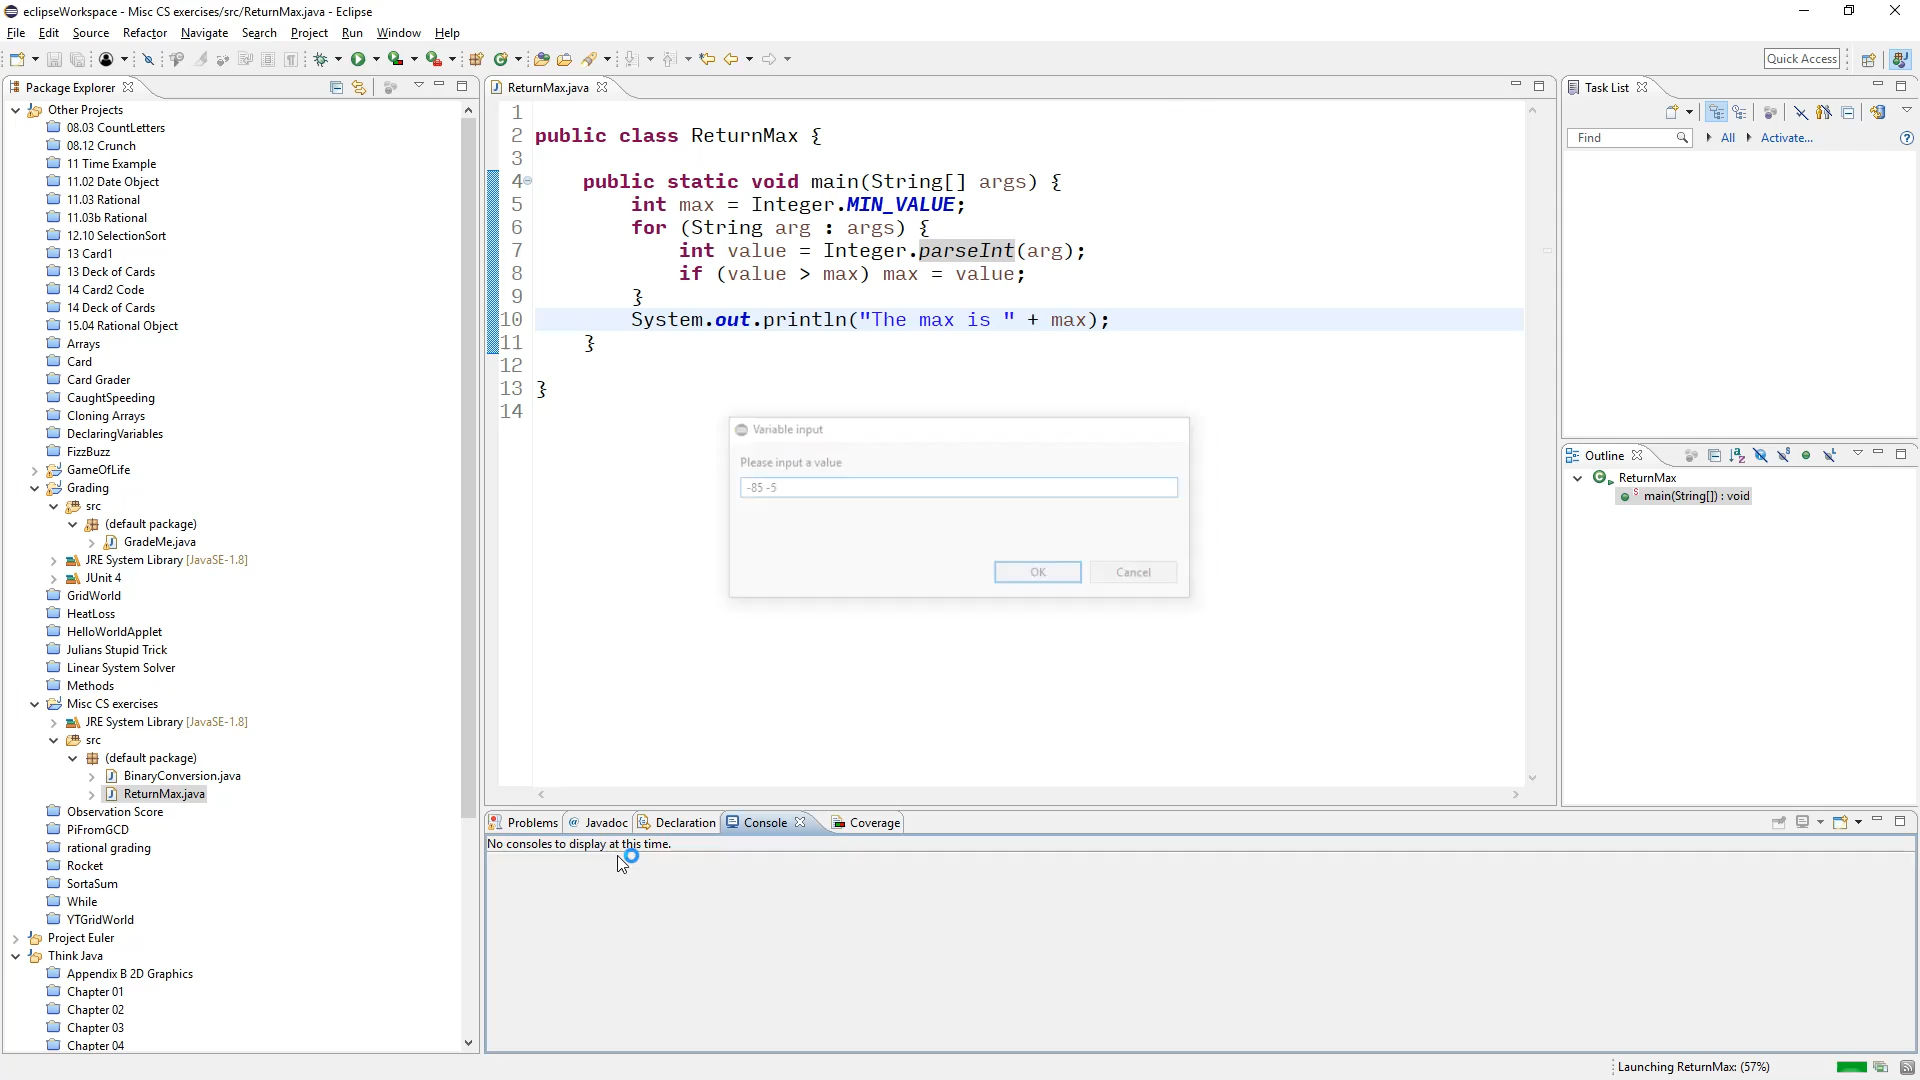 eclipseWorkspace - Misc CS exercises/src/ReturnMax.java - Eclipse
File Edit Source Refactor Navigate Search Project Run Window Help
Quick Access
Package Explorer
Other Projects
08.03 CountLetters
08.12 Crunch
11 Time Example
11.02 Date Object
11.03 Rational
11.03b Rational
12.10 SelectionSort
13 Card1
13 Deck of Cards
14 Card2 Code
14 Deck of Cards
15.04 Rational Object
Arrays
Card
Card Grader
CaughtSpeeding
Cloning Arrays
DeclaringVariables
FizzBuzz
GameOfLife
Grading
src
(default package)
GradeMe.java
JRE System Library [JavaSE-1.8]
JUnit 4
GridWorld
HeatLoss
HelloWorldApplet
Julians Stupid Trick
Linear System Solver
Methods
Misc CS exercises
JRE System Library [JavaSE-1.8]
src
(default package)
BinaryConversion.java
ReturnMax.java
Observation Score
PiFromGCD
rational grading
Rocket
SortaSum
While
YTGridWorld
Project Euler
Think Java
Appendix B 2D Graphics
Chapter 01
Chapter 02
Chapter 03
Chapter 04
ReturnMax.java
1
2 public class ReturnMax {
3
4 public static void main(String[] args) {
5 int max = Integer.MIN_VALUE;
6 for (String arg : args) {
7 int value = Integer.parseInt(arg);
8 if (value > max) max = value;
9 }
10 System.out.println("The max is " + max);
11 }
12
13 }
14
Variable input
Please input a value
-85 -5
OK Cancel
Problems @ Javadoc Declaration Console Coverage
No consoles to display at this time.
Task List
Find All Activate...
Outline
ReturnMax
main(String[]) : void
Launching ReturnMax: (57%)